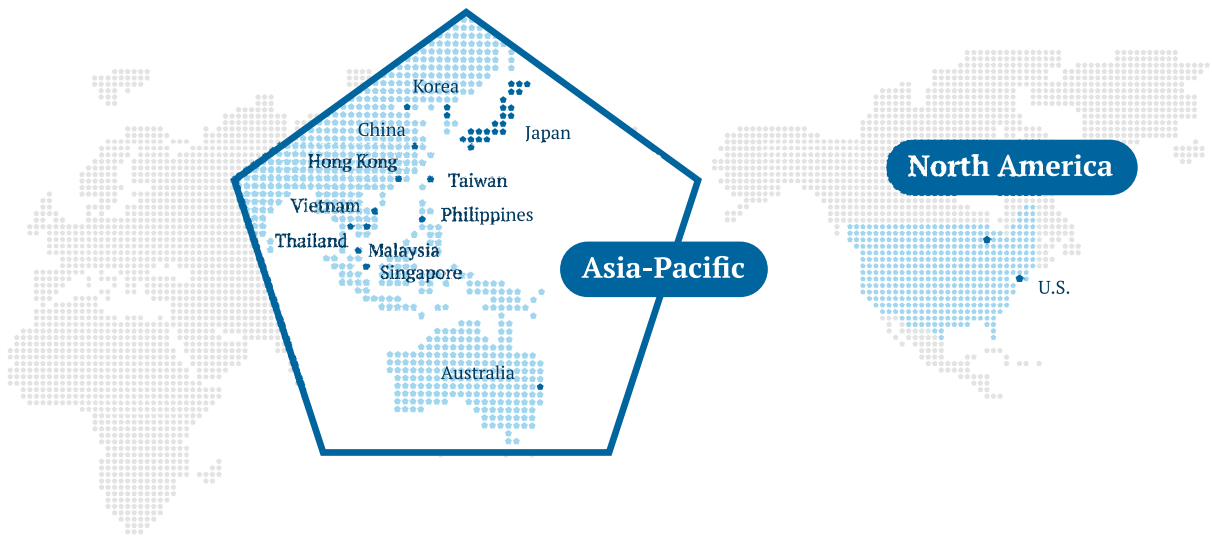 Korea
China
Japan
Hong Kong
North America
Taiwan
Vietnam
Philippines
Thailand
Malaysia
Asia-Pacific
Singapore
U.S.
Australia